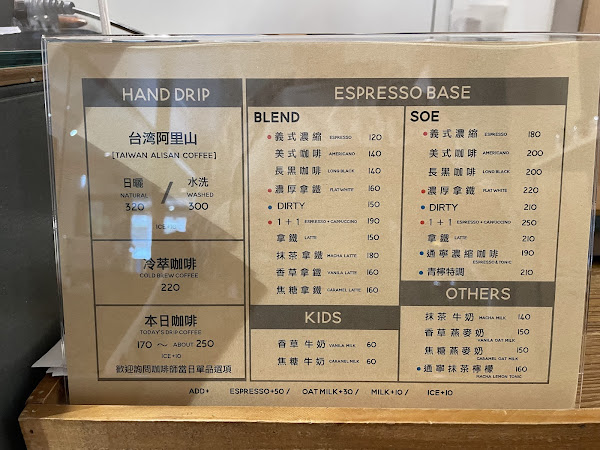 HAND DRIP
台湾阿里山
[TAIWAN ALISAN COFFEE]
日曬 / 水洗
NATURAL WASHED
320 300
冷萃咖啡
COLD BREW COFFEE
220
本日咖啡
TODAY'S DRIP COFFEE
170 ～ ABOUT 250
ICE+10
歡迎詢問咖啡師當日單品選項
ESPRESSO BASE
BLEND
義式濃縮 ESPRESSO 120
美式咖啡 AMERICANO 140
長黑咖啡 LONG BLACK 140
濃厚拿鐵 FLAT WHITE 160
DIRTY 150
1+1 ESPRESSO + CAPPUCCINO 190
拿鐵 LATTE 150
抹茶拿鐵 MACHA LATTE 180
香草拿鐵 VANILA LATTE 160
焦糖拿鐵 CARAMEL LATTE 160
KIDS
香草牛奶 VANILA MILK 60
焦糖牛奶 CARAMEL MILK 60
SOE
義式濃縮 ESPRESSO 180
美式咖啡 AMERICANO 200
長黑咖啡 LONG BLACK 200
濃厚拿鐵 FLAT WHITE 220
DIRTY 210
1+1 ESPRESSO + CAPPUCCINO 250
拿鐵 LATTE 210
通寧濃縮咖啡 190
ESPRESSO & TONIC
青檸特調 210
OTHERS
抹茶牛奶 MACHA MILK 140
香草燕麥奶 150
VANILA OAT MILK
焦糖燕麥奶 150
CARAMEL OAT MILK
通寧抹茶檸檬 160
MACHA LEMON TONIC
ADD+ ESPRESSO+50 / OAT MILK+30 / MILK+10 / ICE+10